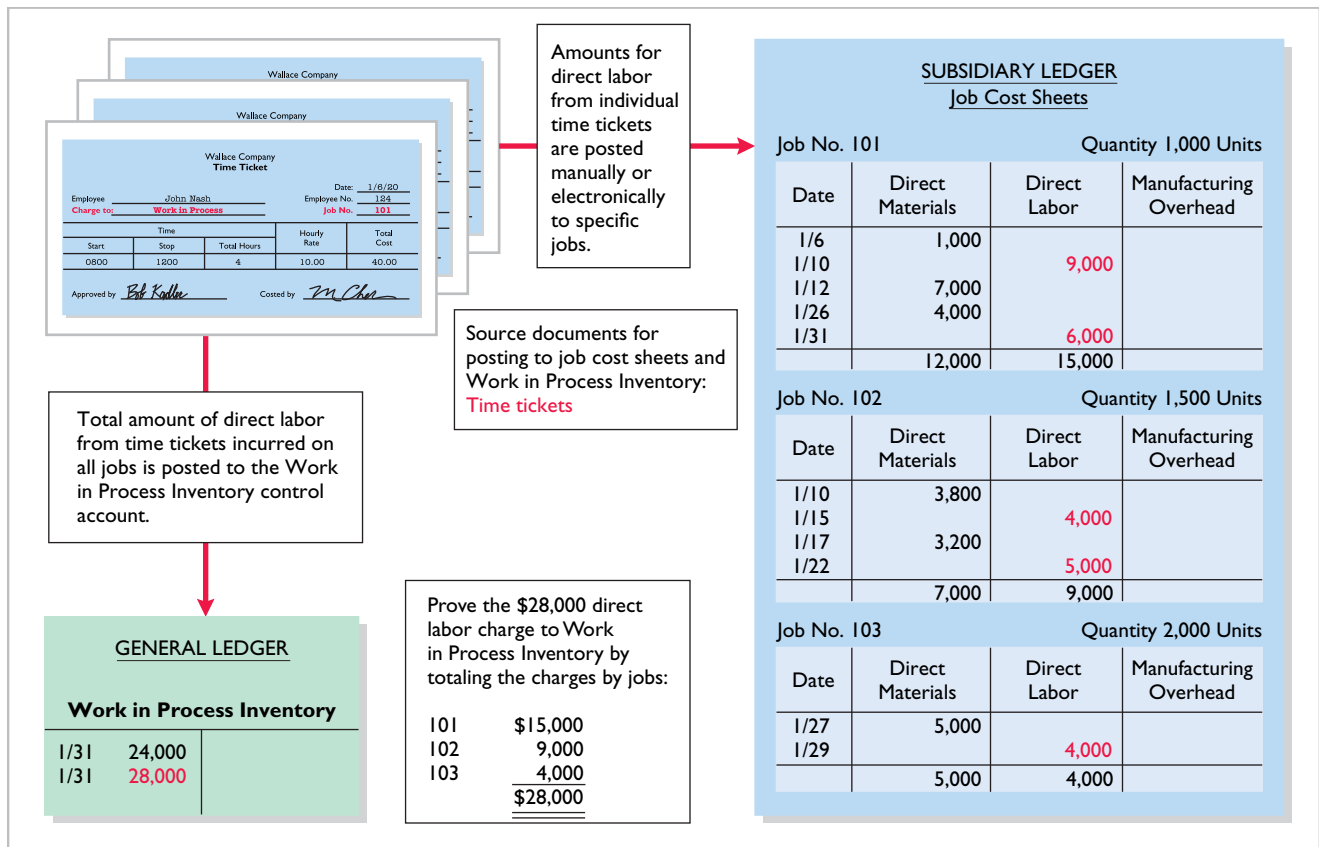 Wallace Company
Wallace Company
Wallace Company
Time Ticket
Date: 1/6/20
Employee John Nash Employee No. 124
Charge to: Work in Process Job No. 101
Time Hourly Rate Total Cost
Start Stop Total Hours
0800 1200 4 10.00 40.00
Approved by Bob Kadler Costed by M Cher
Amounts for
direct labor
from individual
time tickets
are posted
manually or
electronically
to specific
jobs.
Source documents for
posting to job cost sheets and
Work in Process Inventory:
Time tickets
Total amount of direct labor
from time tickets incurred on
all jobs is posted to the Work
in Process Inventory control
account.
GENERAL LEDGER
Work in Process Inventory
1/31 24,000
1/31 28,000
Prove the $28,000 direct
labor charge to Work
in Process Inventory by
totaling the charges by jobs:
101 $15,000
102 9,000
103 4,000
$28,000
SUBSIDIARY LEDGER
Job Cost Sheets
Job No. 101 Quantity 1,000 Units
Date Direct Materials Direct Labor Manufacturing Overhead
1/6 1,000
1/10 9,000
1/12 7,000
1/26 4,000
1/31 6,000
12,000 15,000
Job No. 102 Quantity 1,500 Units
Date Direct Materials Direct Labor Manufacturing Overhead
1/10 3,800
1/15 4,000
1/17 3,200
1/22 5,000
7,000 9,000
Job No. 103 Quantity 2,000 Units
Date Direct Materials Direct Labor Manufacturing Overhead
1/27 5,000
1/29 4,000
5,000 4,000